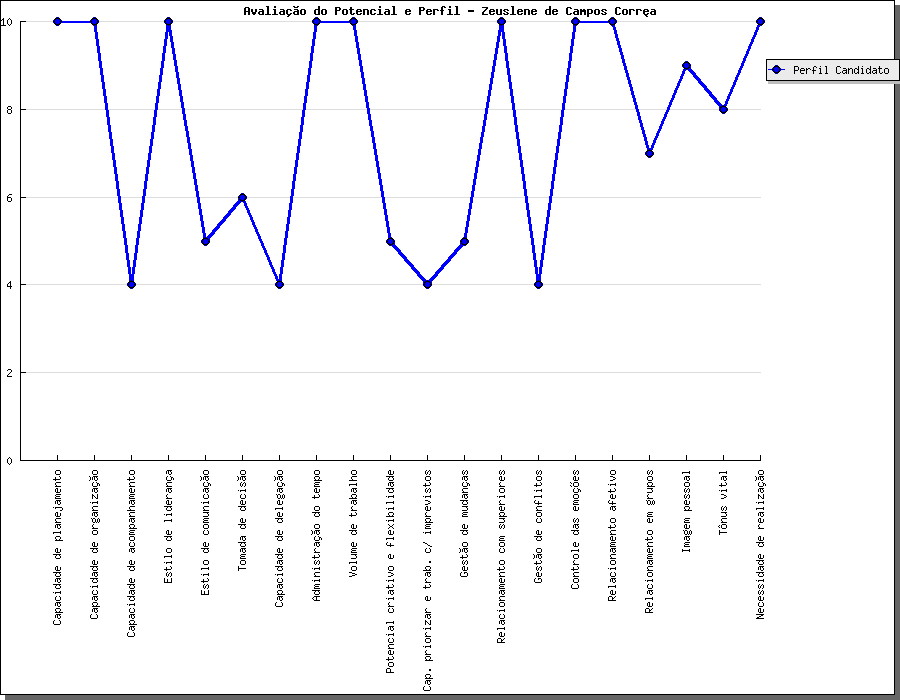 Avaliação do Potencial e Perfil - Zeuslene de Campos Corrêa
10
8
6
4
2
0
Perfil Candidato
Capacidade de planejamento
Capacidade de organização
Capacidade de acompanhamento
Estilo de liderança
Estilo de comunicação
Tomada de decisão
Capacidade de delegação
Administração do tempo
Volume de trabalho
Potencial criativo e flexibilidade
Cap. priorizar e trab. c/ imprevistos
Gestão de mudanças
Relacionamento com superiores
Gestão de conflitos
Controle das emoções
Relacionamento afetivo
Relacionamento em grupos
Imagem pessoal
Tônus vital
Necessidade de realização